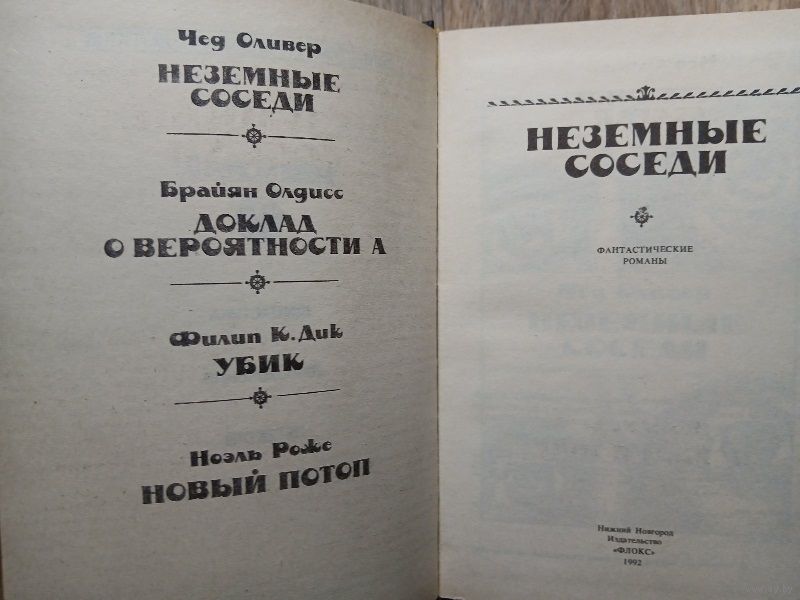 Чед Оливер
НЕЗЕМНЫЕ
СОСЕДИ
Брайян Олдисс
ДОКЛАД
О ВЕРОЯТНОСТИ А
Филип К. Дик
УБИК
Ноэль Роже
НОВЫЙ ПОТОП
НЕЗЕМНЫЕ
СОСЕДИ
ФАНТАСТИЧЕСКИЕ
РОМАНЫ
Нижний Новгород
Издательство
«ФЛОКС»
1992